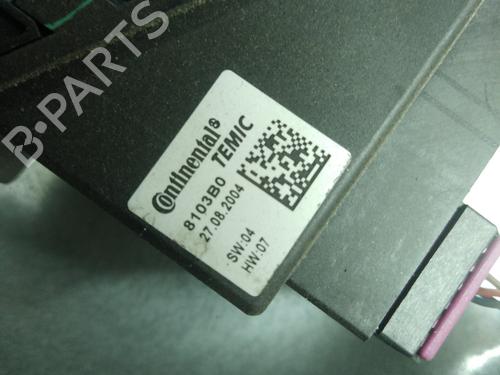 B-PARTS
Continental®
TEMIC
8103B0
27.08.2004
SW:04
HW:07